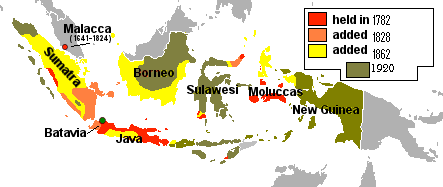 Malacca
(1641-1824)
held in 1782
added 1828
added 1862
1920
Sumatra
Borneo
Sulawesi
Moluccas
New Guinea
Batavia
Java